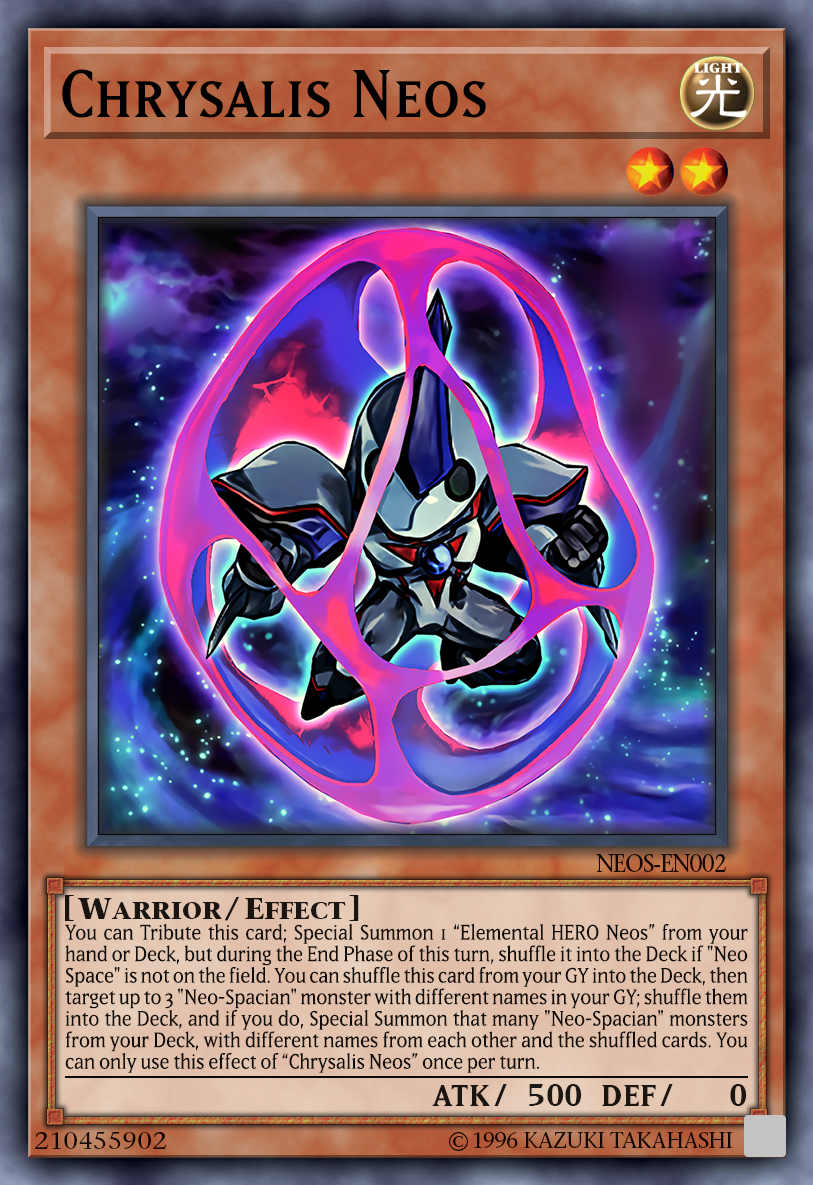 Chrysalis Neos
LIGHT
光
NEOS-EN002
[Warrior/Effect]
You can Tribute this card; Special Summon 1 “Elemental HERO Neos” from your
hand or Deck, but during the End Phase of this turn, shuffle it into the Deck if "Neo
Space" is not on the field. You can shuffle this card from your GY into the Deck, then
target up to 3 "Neo-Spacian" monster with different names in your GY; shuffle them
into the Deck, and if you do, Special Summon that many "Neo-Spacian" monsters
from your Deck, with different names from each other and the shuffled cards. You
can only use this effect of “Chrysalis Neos” once per turn.
ATK/ 500 DEF/ 0
210455902
© 1996 KAZUKI TAKAHASHI